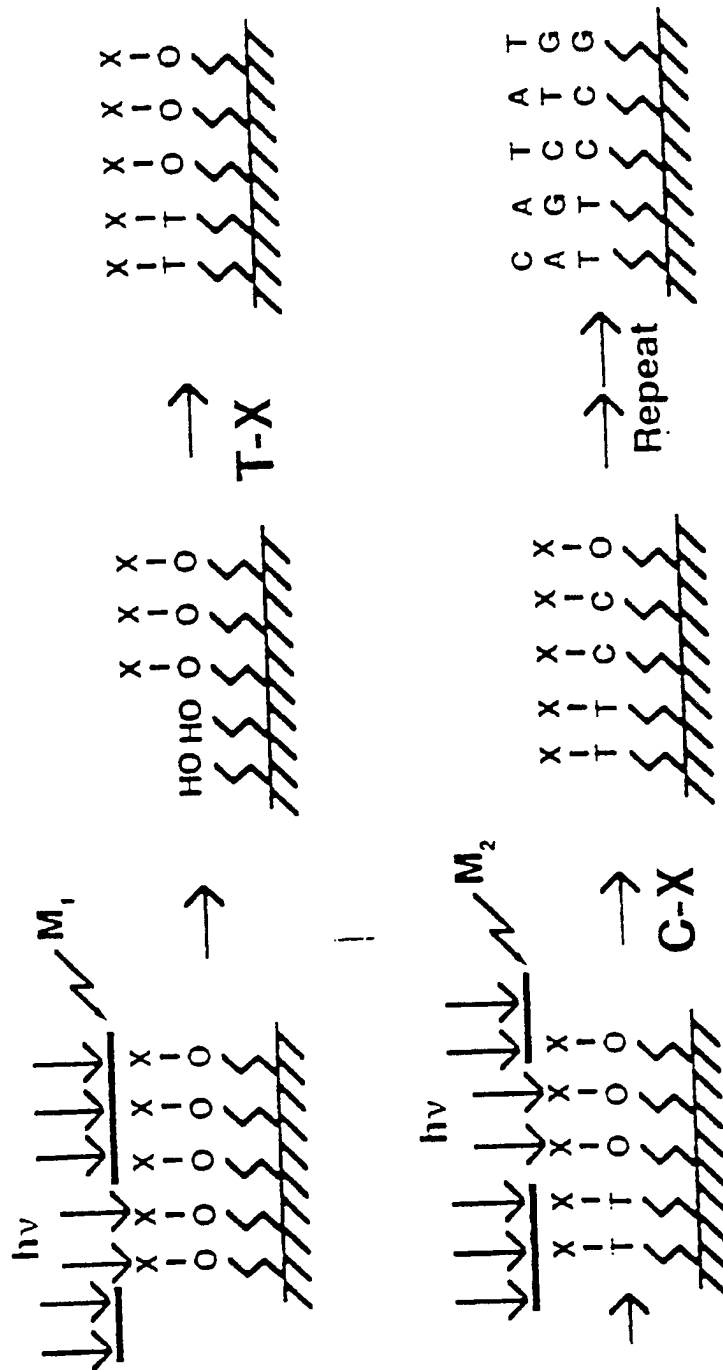 hν
M₁
X X X X X
O O O O O
X X X
HO HO O O O
T-X
X X X X X
T T O O O
hν
M₂
X X X X X
T T O O O
C-X
X X X X X
T T C C O
Repeat
C A T A T
A G C T G
T T C C G